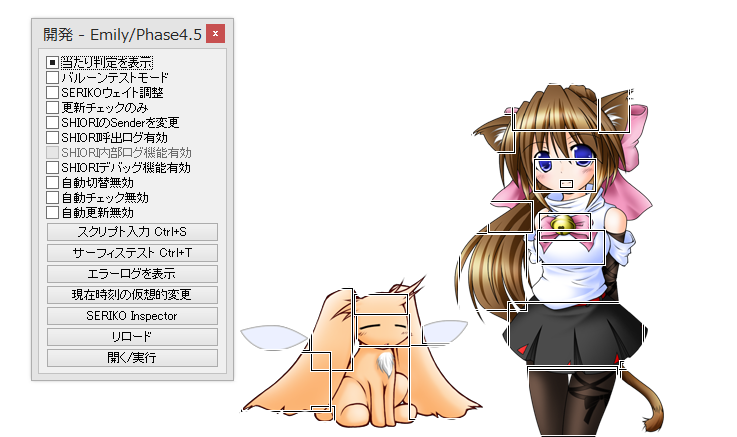 開発 - Emily/Phase4.5
当たり判定を表示
バルーンテストモード
SERIKOウェイト調整
更新チェックのみ
SHIORIのSenderを変更
SHIORI呼出ログ有効
SHIORI内部ログ機能有効
SHIORIデバッグ機能有効
自動切替無効
自動チェック無効
自動更新無効
スクリプト入力 Ctrl+S
サーフィステスト Ctrl+T
エラーログを表示
現在時刻の仮想的変更
SERIKO Inspector
リロード
開く/実行